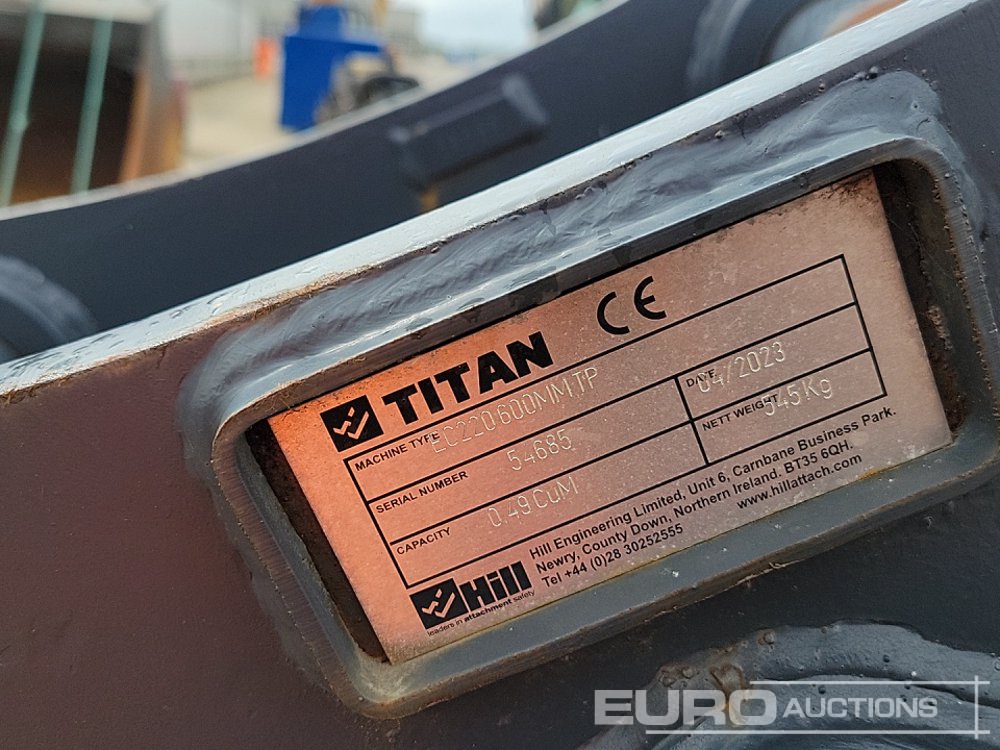 TITAN CE
MACHINE TYPE EC220 600MM TP
SERIAL NUMBER 54685
DATE 04/2023
CAPACITY 0.49CuM
NETT WEIGHT 545Kg
Hill
leaders in attachment safety
Hill Engineering Limited, Unit 6, Carnbane Business Park.
Newry, County Down, Northern Ireland. BT35 6QH.
Tel +44 (0)28 30252555
www.hillattach.com
EURO AUCTIONS